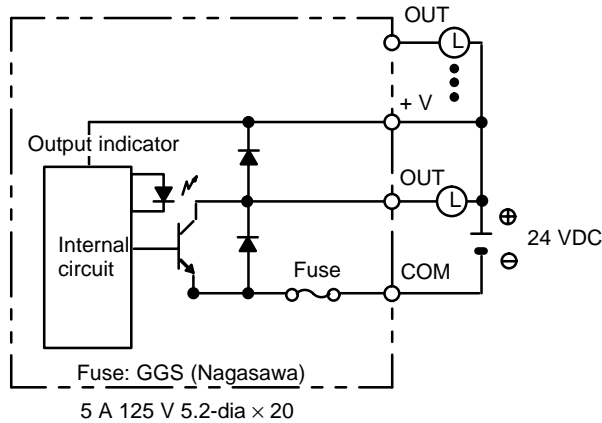 OUT
L
+ V
Output indicator
OUT
L
Internal
circuit
24 VDC
Fuse
COM
Fuse: GGS (Nagasawa)
5 A 125 V 5.2-dia × 20